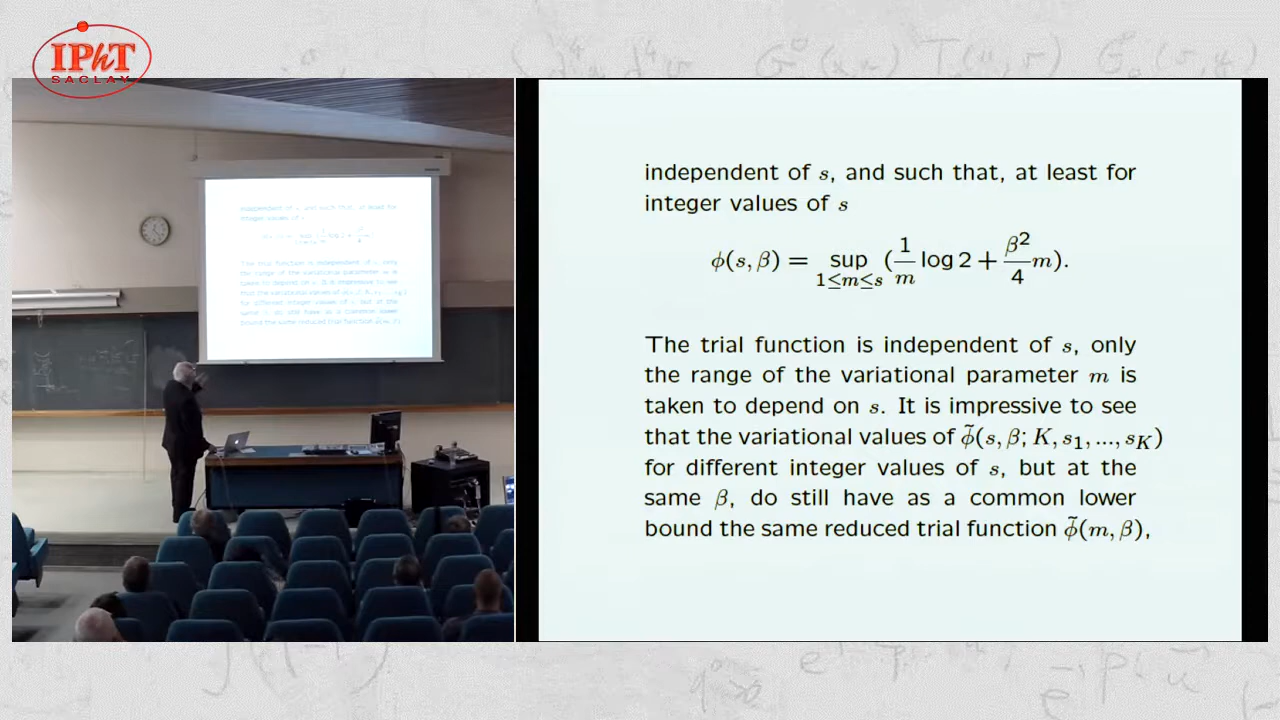 IPhT
SACLAY
independent of s, and such that, at least for
integer values of s
ϕ(s, β) = sup_{1≤m≤s} (1/m log 2 + β²/4 m).
The trial function is independent of s, only
the range of the variational parameter m is
taken to depend on s. It is impressive to see
that the variational values of ϕ̃(s, β; K, s₁, ..., s_K)
for different integer values of s, but at the
same β, do still have as a common lower
bound the same reduced trial function ϕ̃(m, β),